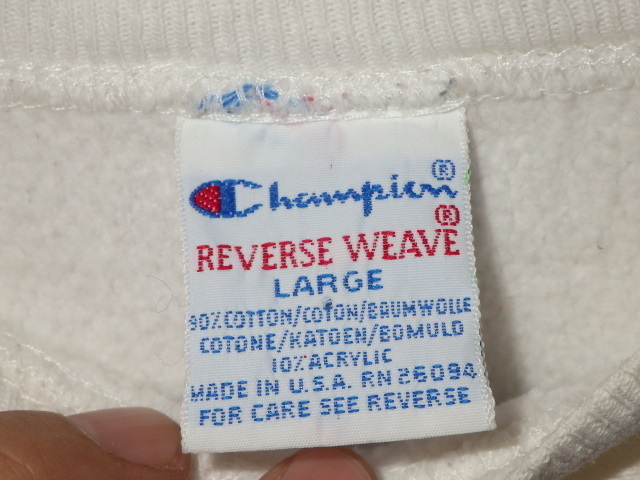 Champion®
REVERSE WEAVE®
LARGE
90% COTTON/COTON/BAUMWOLLE
COTONE/KATOEN/BOMULD
10% ACRYLIC
MADE IN U.S.A. RN 26094
FOR CARE SEE REVERSE